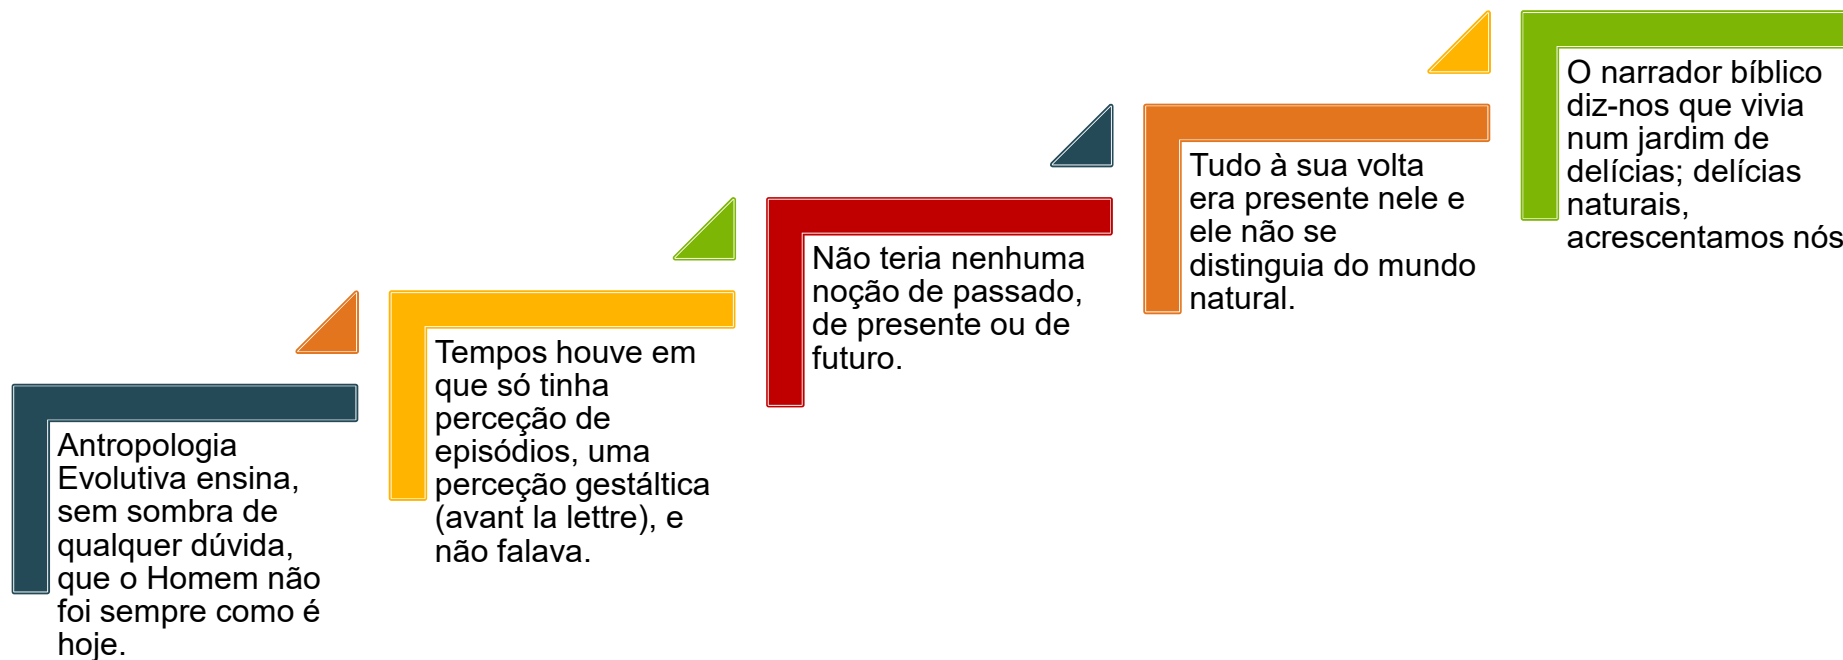 Antropologia
Evolutiva ensina,
sem sombra de
qualquer dúvida,
que o Homem não
foi sempre como é
hoje.
Tempos houve em
que só tinha
perceção de
episódios, uma
perceção gestáltica
(avant la lettre), e
não falava.
Não teria nenhuma
noção de passado,
de presente ou de
futuro.
Tudo à sua volta
era presente nele e
ele não se
distinguia do mundo
natural.
O narrador bíblico
diz-nos que vivia
num jardim de
delícias; delícias
naturais,
acrescentamos nós